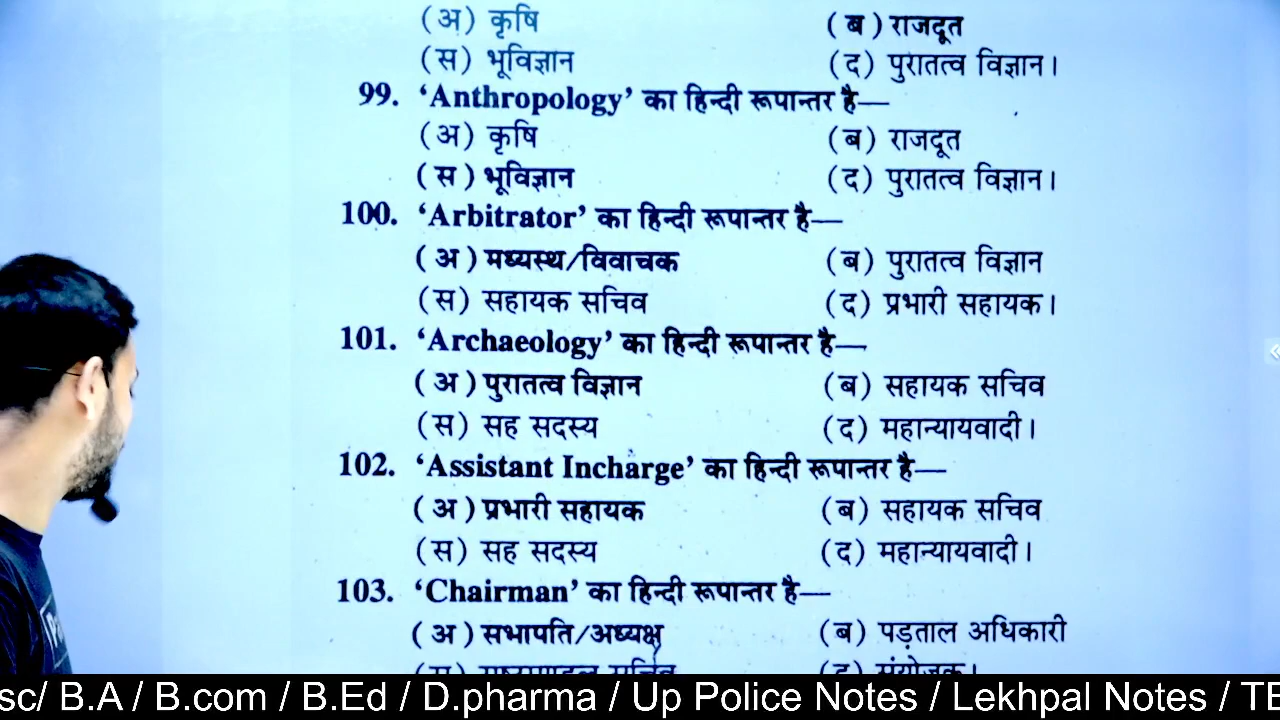 (अ) कृषि (ब) राजदूत
(स) भूविज्ञान (द) पुरातत्व विज्ञान।
99. ‘Anthropology’ का हिन्दी रूपान्तर है—
(अ) कृषि (ब) राजदूत
(स) भूविज्ञान (द) पुरातत्व विज्ञान।
100. ‘Arbitrator’ का हिन्दी रूपान्तर है—
(अ) मध्यस्थ/विवाचक (ब) पुरातत्व विज्ञान
(स) सहायक सचिव (द) प्रभारी सहायक।
101. ‘Archaeology’ का हिन्दी रूपान्तर है—
(अ) पुरातत्व विज्ञान (ब) सहायक सचिव
(स) सह सदस्य (द) महान्यायवादी।
102. ‘Assistant Incharge’ का हिन्दी रूपान्तर है—
(अ) प्रभारी सहायक (ब) सहायक सचिव
(स) सह सदस्य (द) महान्यायवादी।
103. ‘Chairman’ का हिन्दी रूपान्तर है—
(अ) सभापति/अध्यक्ष (ब) पड़ताल अधिकारी
(द) संयोजक।
sc/ B.A / B.com / B.Ed / D.pharma / Up Police Notes / Lekhpal Notes / TE